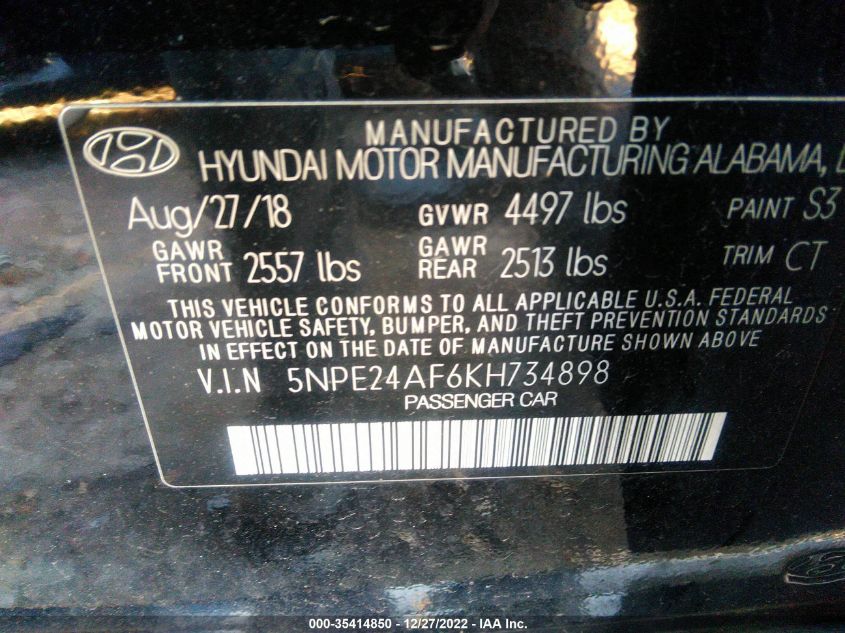 MANUFACTURED BY
HYUNDAI MOTOR MANUFACTURING ALABAMA,
Aug/27/18 GVWR 4497 lbs PAINT S3
GAWR FRONT 2557 lbs GAWR REAR 2513 lbs TRIM CT
THIS VEHICLE CONFORMS TO ALL APPLICABLE U.S.A. FEDERAL
MOTOR VEHICLE SAFETY, BUMPER, AND THEFT PREVENTION STANDARDS
IN EFFECT ON THE DATE OF MANUFACTURE SHOWN ABOVE
V.I.N 5NPE24AF6KH734898
PASSENGER CAR
000-35414850 - 12/27/2022 - IAA Inc.